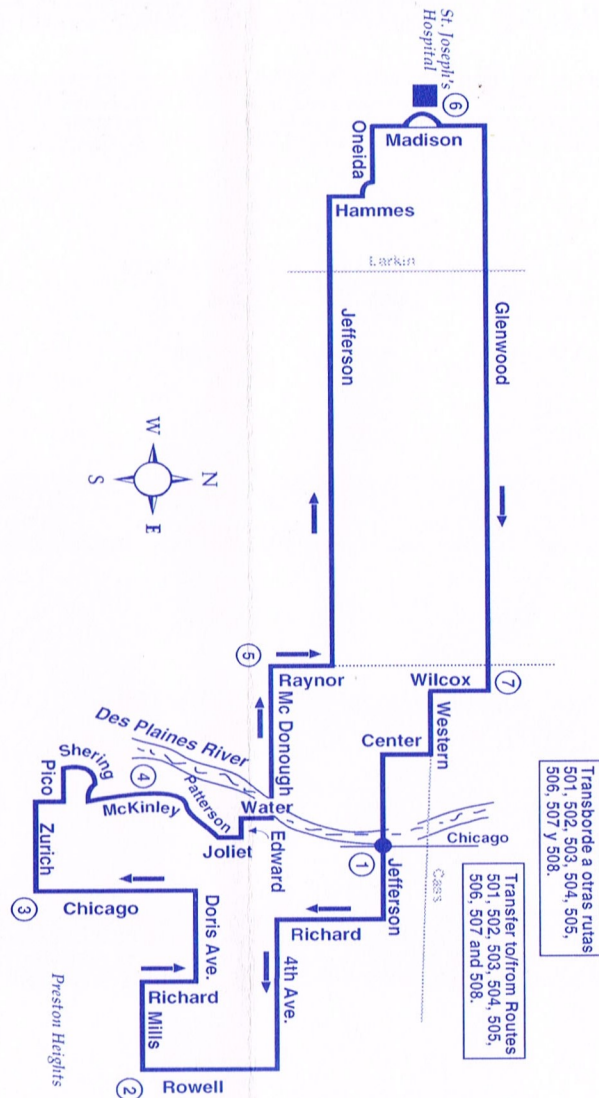 St. Joseph's
Hospital
6
Madison
Oneida
Hammes
Larkin
Jefferson
Glenwood
W
N
S
E
5
Raynor
Mc Donough
Wilcox
7
Western
Center
Des Plaines River
Shering
4
Pico
McKinley
Patterson
Water
Joliet
Edward
1
Jefferson
Chicago
Cass
Zurich
3
Chicago
Doris Ave.
Richard
4th Ave.
Richard
Mills
2
Rowell
Preston Heights
Transborde a otras rutas
501, 502, 503, 504, 505,
506, 507 y 508.
Transfer to/from Routes
501, 502, 503, 504, 505,
506, 507 and 508.